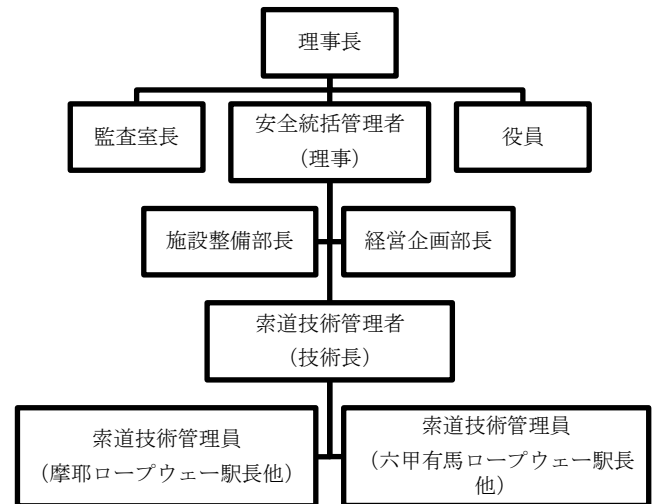 理事長
監査室長
安全統括管理者
（理事）
役員
施設整備部長
経営企画部長
索道技術管理者
（技術長）
索道技術管理員
（摩耶ロープウェー駅長他）
索道技術管理員
（六甲有馬ロープウェー駅長
他）